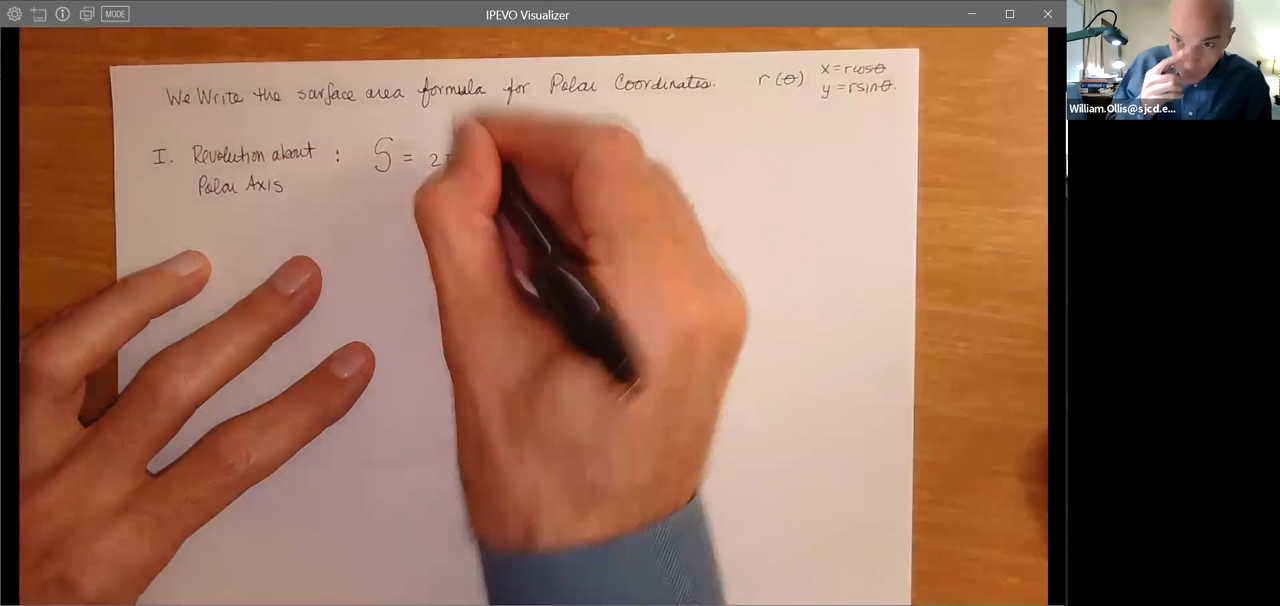 IPEVO Visualizer
MODE
We Write the surface area formula for Polar Coordinates. r(θ) x=rcosθ
y=rsinθ.
I. Revolution about : S = 2
Polar Axis
William.Ollis@sjcd.e...